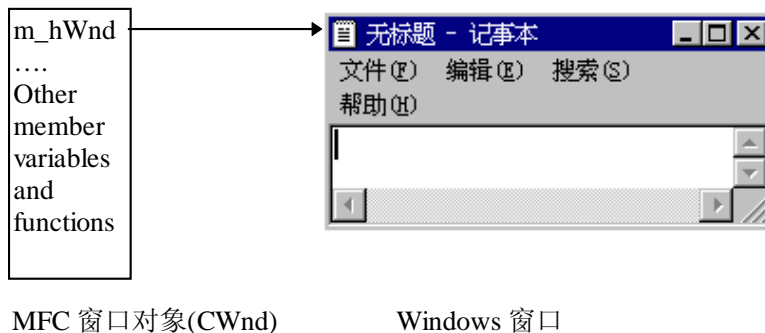 m_hWnd
….
Other
member
variables
and
functions
无标题 - 记事本
文件(F) 编辑(E) 搜索(S)
帮助(H)
MFC 窗口对象(CWnd) Windows 窗口